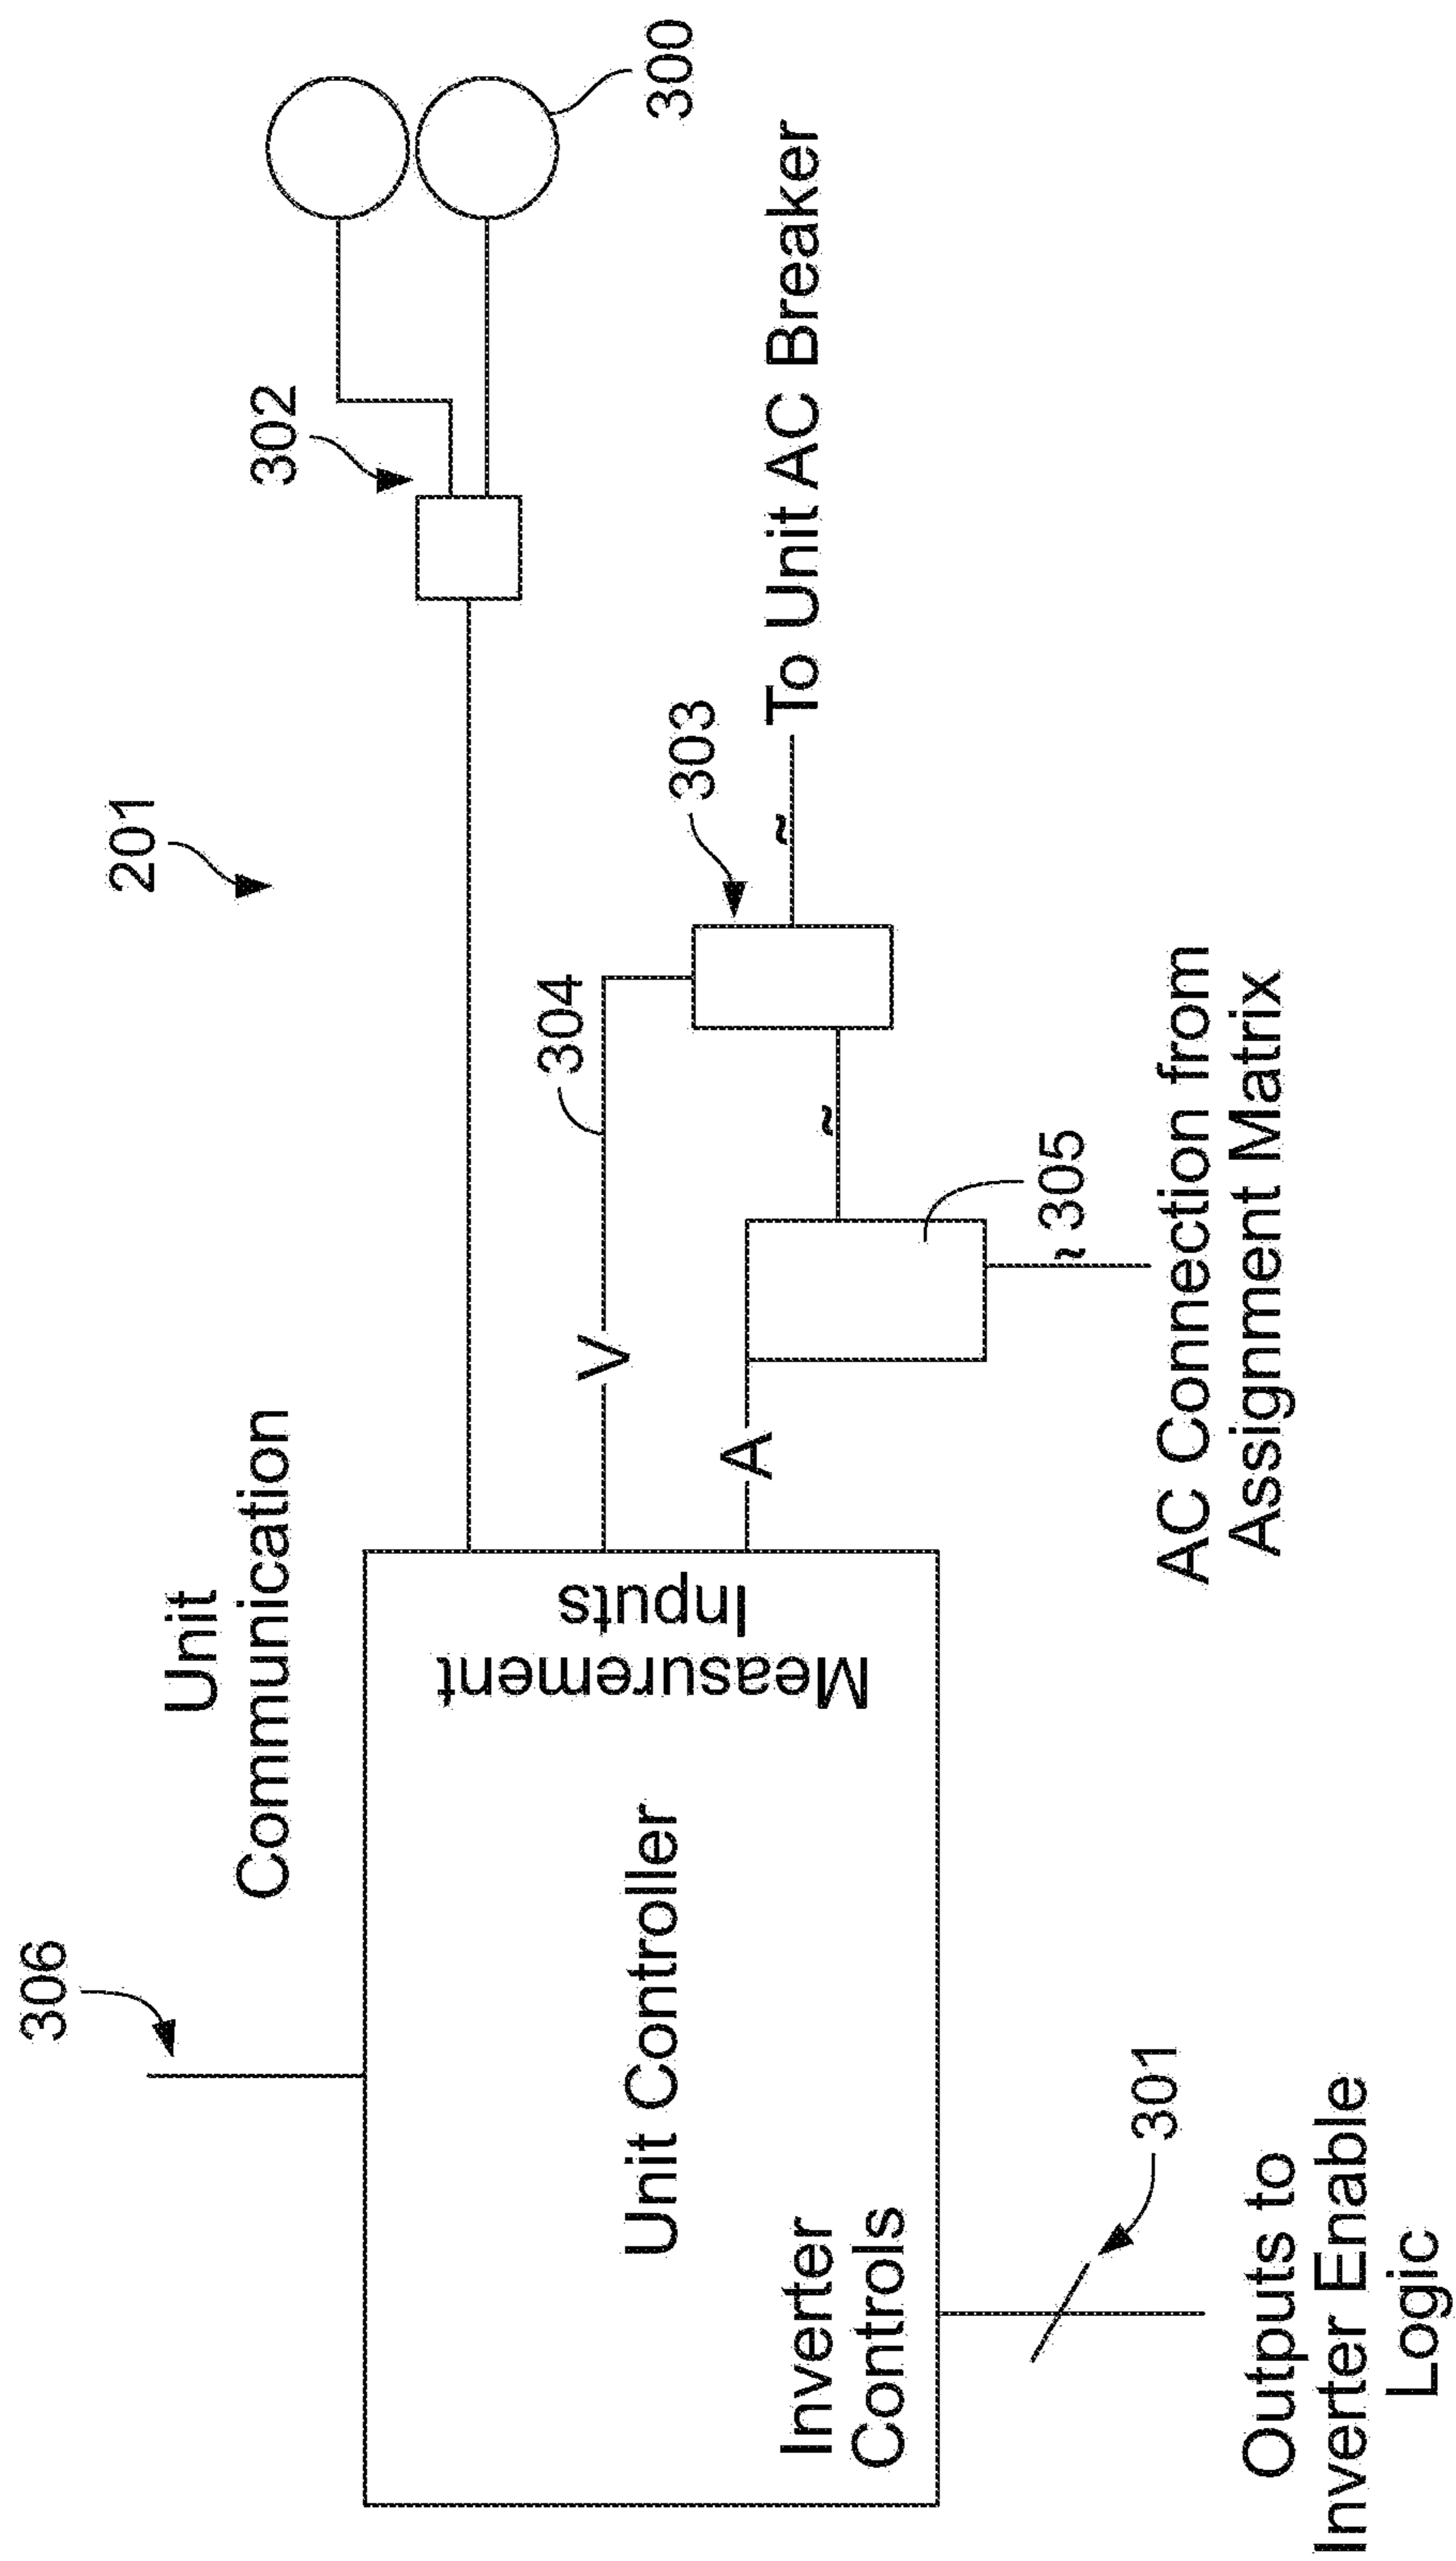 306
Unit
Communication
201
302
300
304
303
To Unit AC Breaker
V
A
305
Measurement
Inputs
Unit Controller
Inverter
Controls
AC Connection from
Assignment Matrix
301
Outputs to
Inverter Enable
Logic